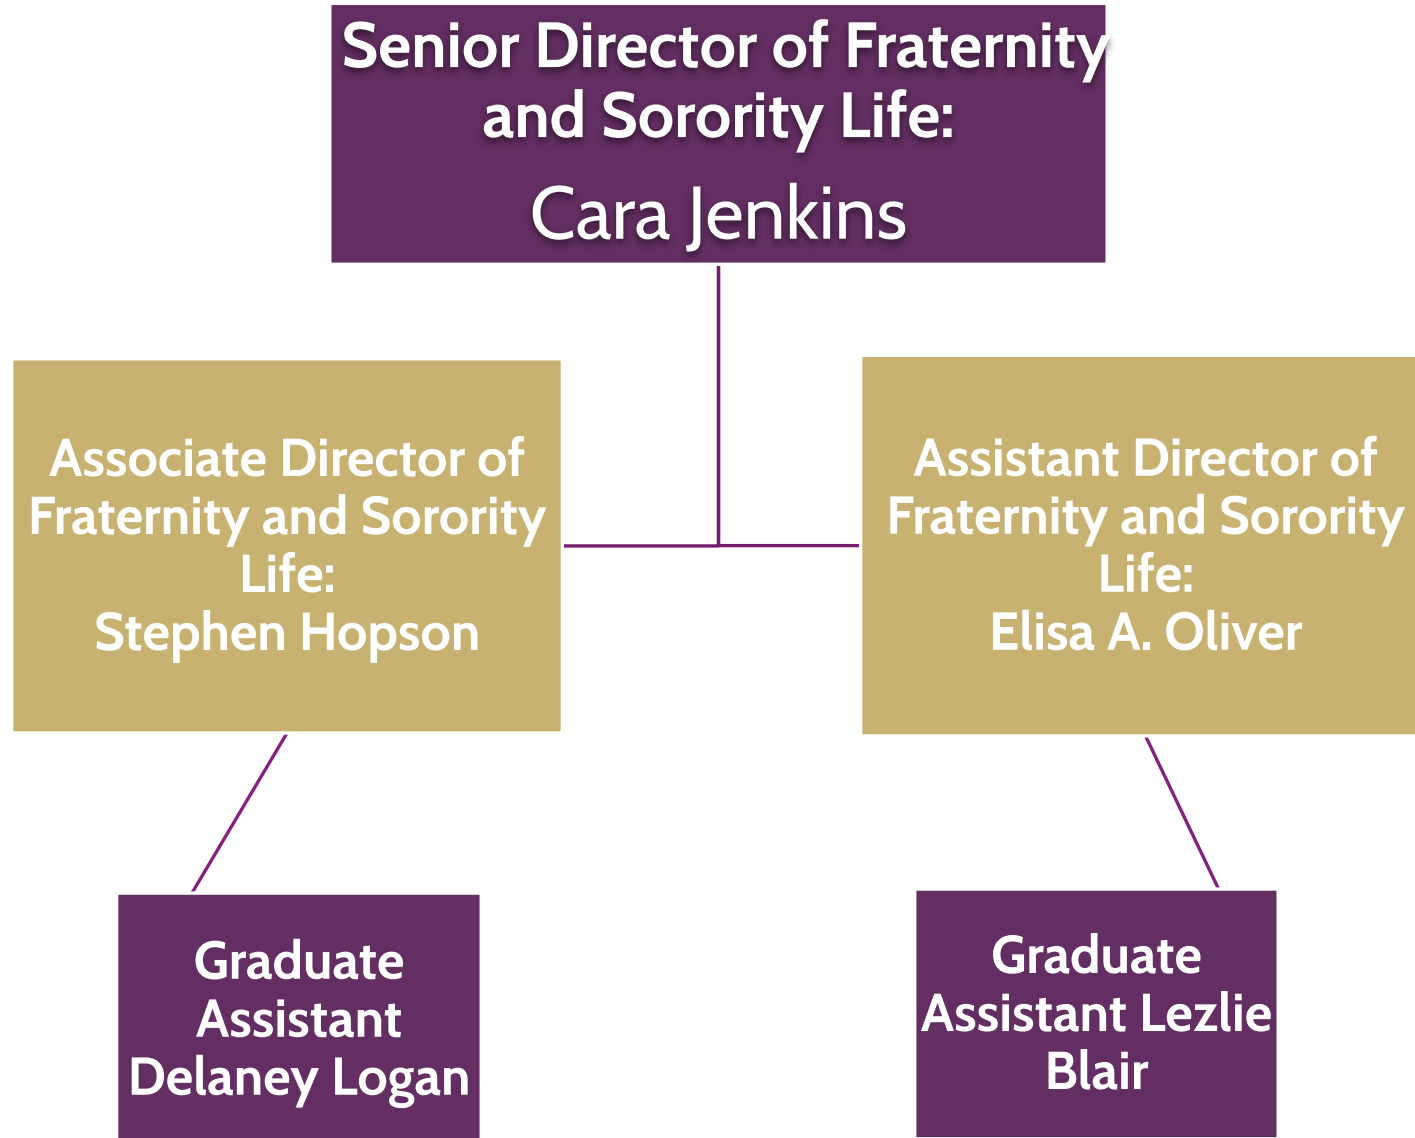 Senior Director of Fraternity
and Sorority Life:
Cara Jenkins
Associate Director of
Fraternity and Sorority
Life:
Stephen Hopson
Assistant Director of
Fraternity and Sorority
Life:
Elisa A. Oliver
Graduate
Assistant
Delaney Logan
Graduate
Assistant Lezlie
Blair